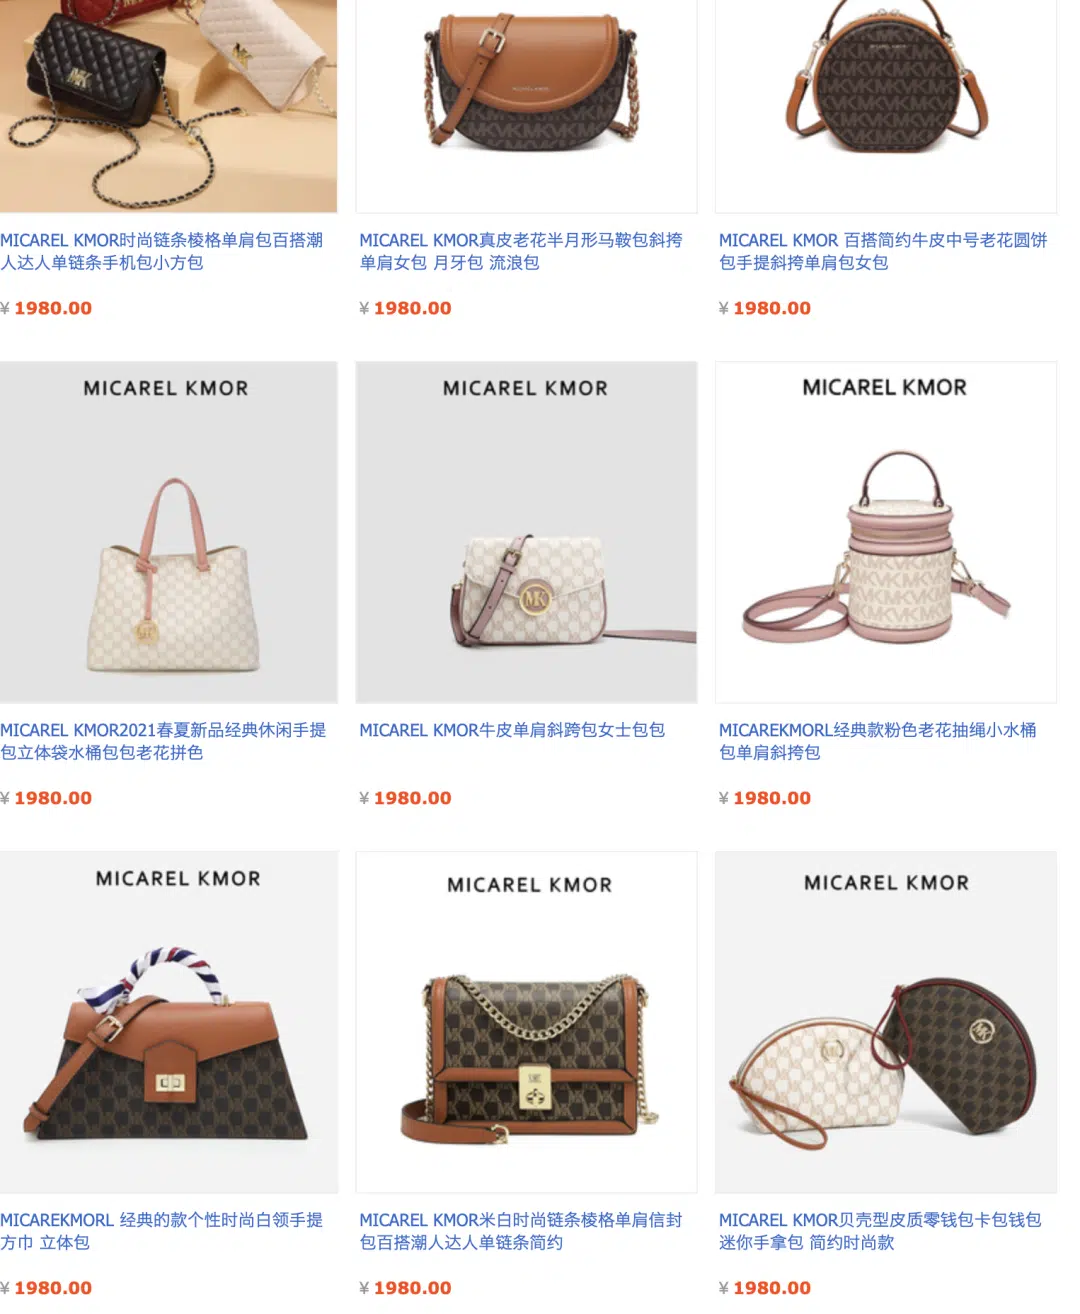 MICAREL KMOR时尚链条棱格单肩包百搭潮
人达人单链条手机包小方包
¥ 1980.00
MICAREL KMOR真皮老花半月形马鞍包斜挎
单肩女包 月牙包 流浪包
¥ 1980.00
MICAREL KMOR 百搭简约牛皮中号老花圆饼
包手提斜挎单肩包女包
¥ 1980.00
MICAREL KMOR
MICAREL KMOR2021春夏新品经典休闲手提
包立体袋水桶包包老花拼色
¥ 1980.00
MICAREL KMOR
MK
MICAREL KMOR牛皮单肩斜跨包女士包包
¥ 1980.00
MICAREL KMOR
MICAREKMORL经典款粉色老花抽绳小水桶
包单肩斜挎包
¥ 1980.00
MICAREL KMOR
MICAREKMORL 经典的款个性时尚白领手提
方巾 立体包
¥ 1980.00
MICAREL KMOR
MICAREL KMOR米白时尚链条棱格单肩信封
包百搭潮人达人单链条简约
¥ 1980.00
MICAREL KMOR
MK
MICAREL KMOR贝壳型皮质零钱包卡包钱包
迷你手拿包 简约时尚款
¥ 1980.00